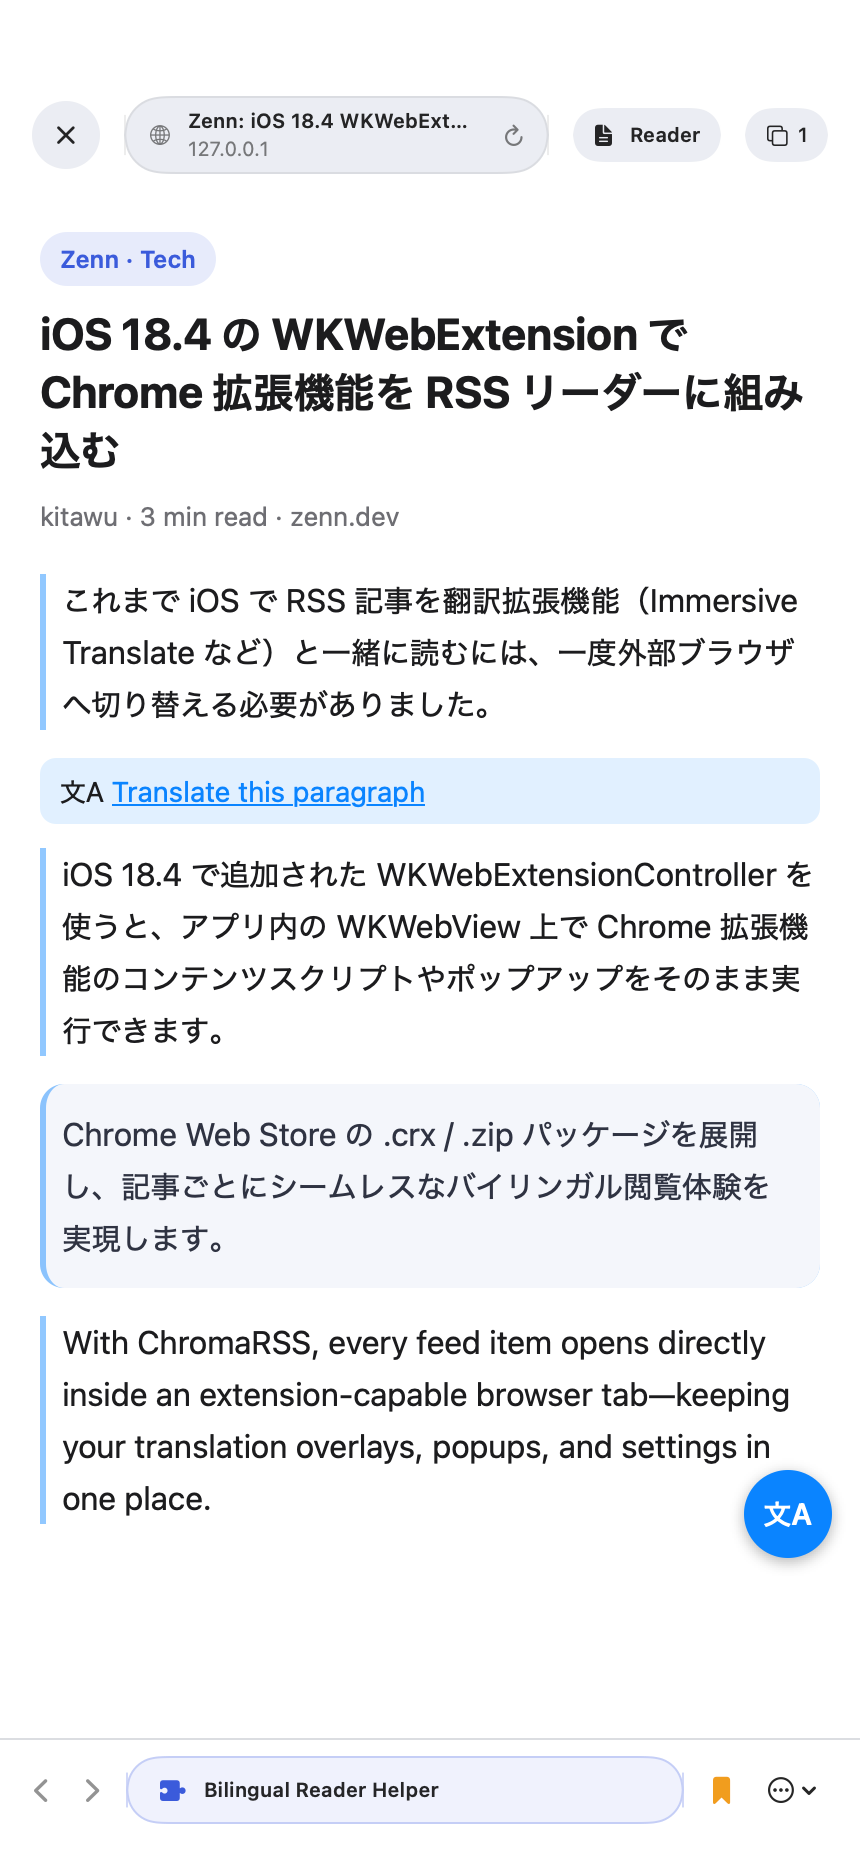 Zenn: iOS 18.4 WKWebExt...
127.0.0.1
Reader
1
Zenn · Tech
iOS 18.4 の WKWebExtension で
Chrome 拡張機能を RSS リーダーに組み
込む
kitawu · 3 min read · zenn.dev
これまで iOS で RSS 記事を翻訳拡張機能（Immersive
Translate など）と一緒に読むには、一度外部ブラウザ
へ切り替える必要がありました。
文A Translate this paragraph
iOS 18.4 で追加された WKWebExtensionController を
使うと、アプリ内の WKWebView 上で Chrome 拡張機
能のコンテンツスクリプトやポップアップをそのまま実
行できます。
Chrome Web Store の .crx / .zip パッケージを展開
し、記事ごとにシームレスなバイリンガル閲覧体験を
実現します。
With ChromaRSS, every feed item opens directly
inside an extension-capable browser tab—keeping
your translation overlays, popups, and settings in
one place.
文A
Bilingual Reader Helper